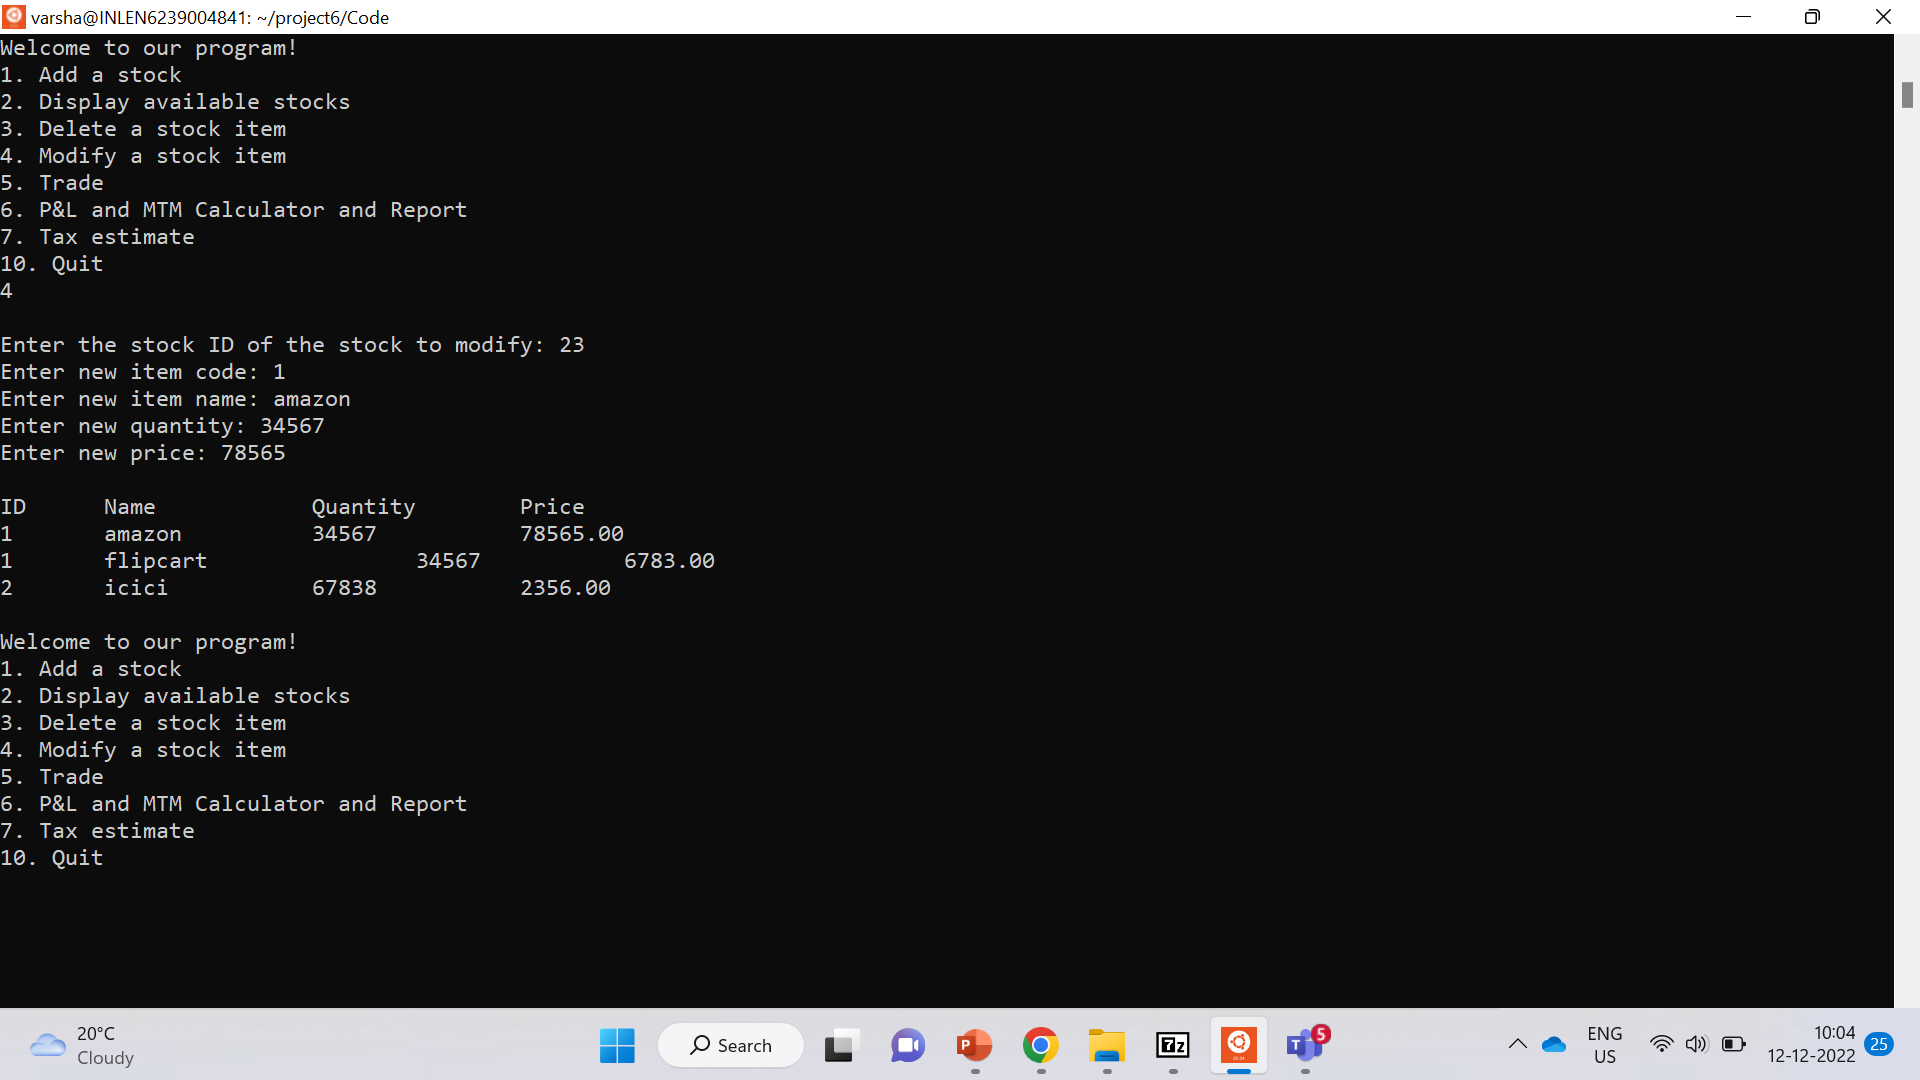 varsha@INLEN6239004841: ~/project6/Code
Welcome to our program!
1. Add a stock
2. Display available stocks
3. Delete a stock item
4. Modify a stock item
5. Trade
6. P&L and MTM Calculator and Report
7. Tax estimate
10. Quit
4
Enter the stock ID of the stock to modify: 23
Enter new item code: 1
Enter new item name: amazon
Enter new quantity: 34567
Enter new price: 78565
ID Name Quantity Price
1 amazon 34567 78565.00
1 flipcart 34567 6783.00
2 icici 67838 2356.00
Welcome to our program!
1. Add a stock
2. Display available stocks
3. Delete a stock item
4. Modify a stock item
5. Trade
6. P&L and MTM Calculator and Report
7. Tax estimate
10. Quit
20°C
Cloudy
Search
P
7z
T
5
ENG
US
10:04
12-12-2022
25